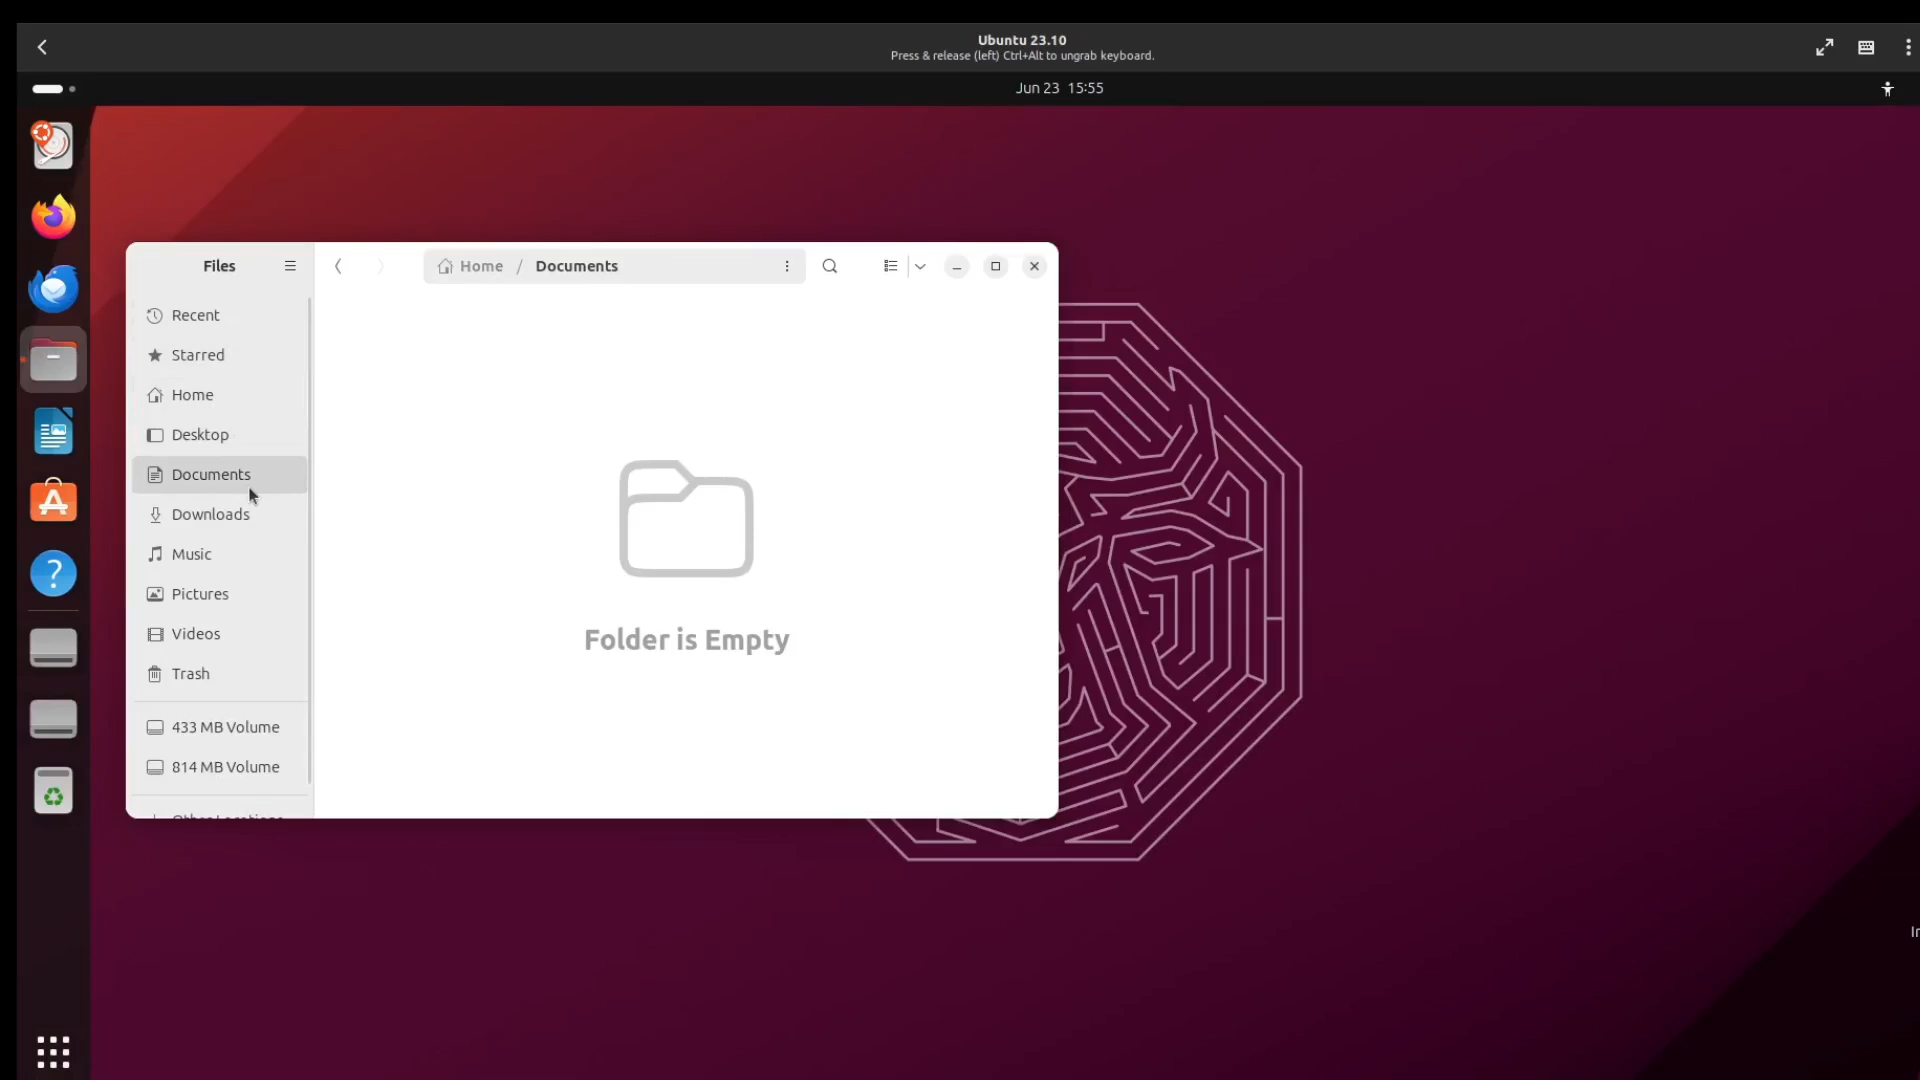 Ubuntu 23.10
Press & release (left) Ctrl+Alt to ungrab keyboard.
Jun 23 15:55
Files
Home / Documents
Recent
Starred
Home
Desktop
Documents
Downloads
Music
Pictures
Videos
Trash
433 MB Volume
814 MB Volume
Folder is Empty